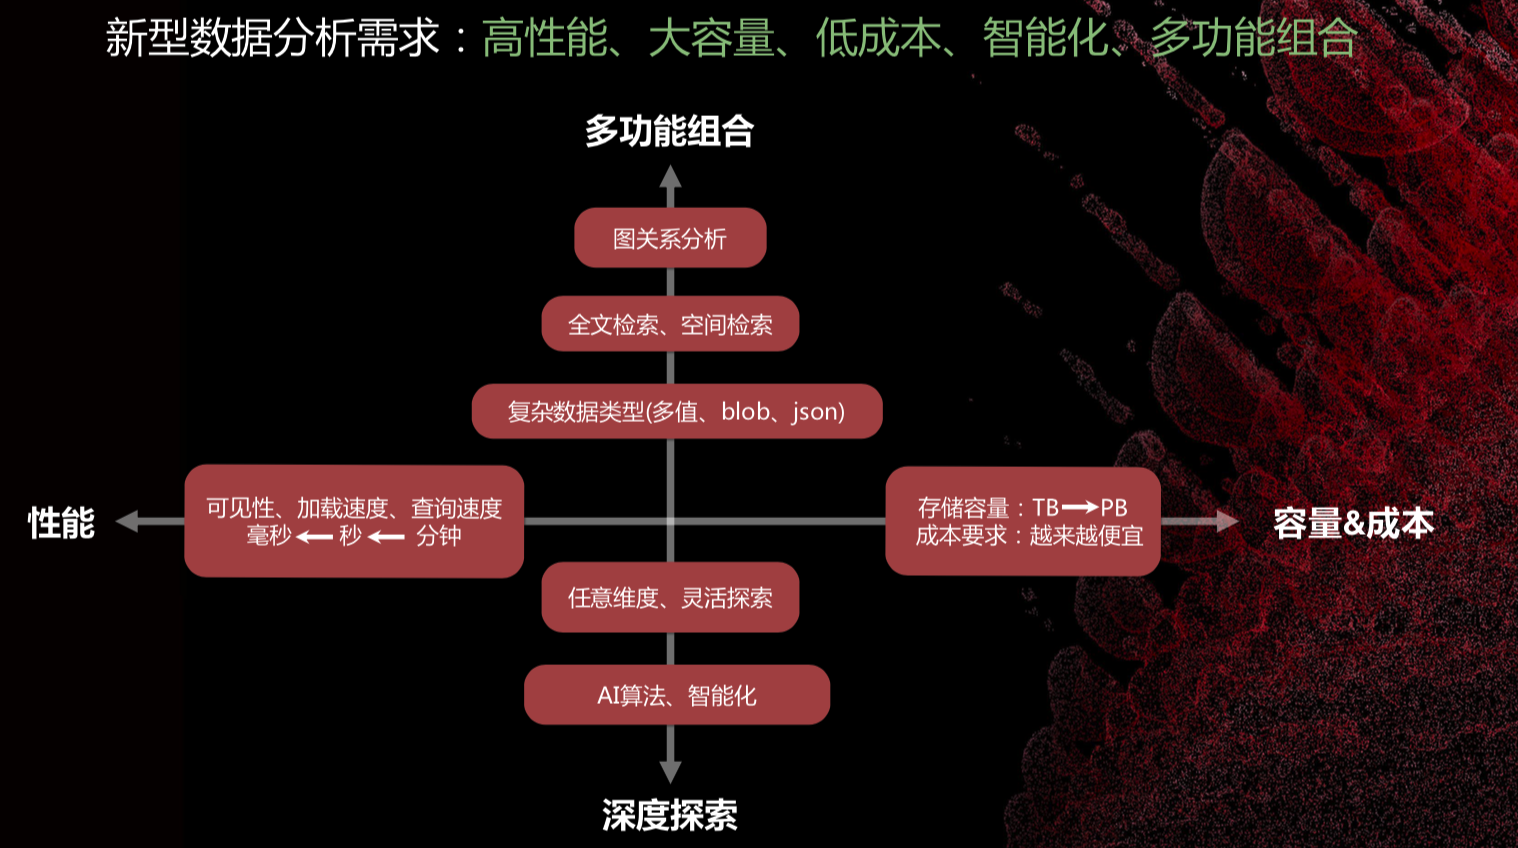 新型数据分析需求：高性能、大容量、低成本、智能化、多功能组合
多功能组合
图关系分析
全文检索、空间检索
复杂数据类型(多值、blob、json)
性能
可见性、加载速度、查询速度
毫秒 秒 分钟
存储容量：TB PB
成本要求：越来越便宜
容量&成本
任意维度、灵活探索
AI算法、智能化
深度探索